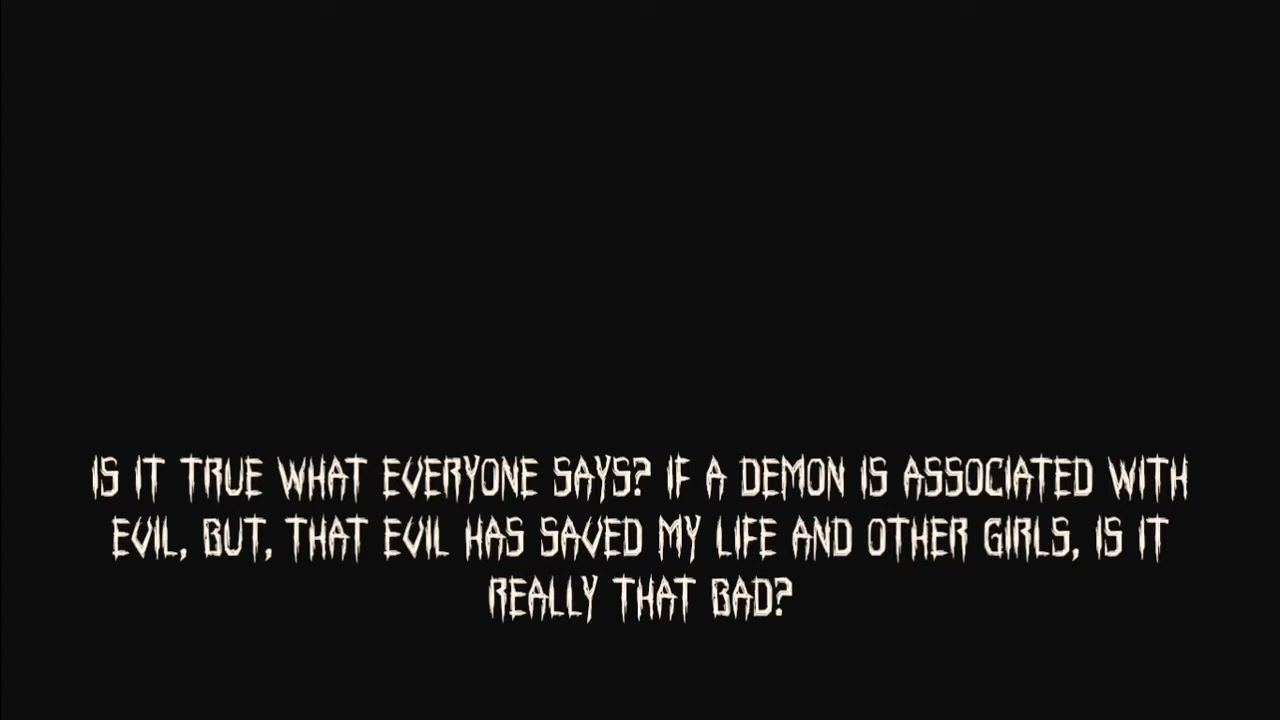 IS IT TRUE WHAT EVERYONE SAYS? IF A DEMON IS ASSOCIATED WITH
EVIL, BUT, THAT EVIL HAS SAVED MY LIFE AND OTHER GIRLS, IS IT
REALLY THAT BAD?